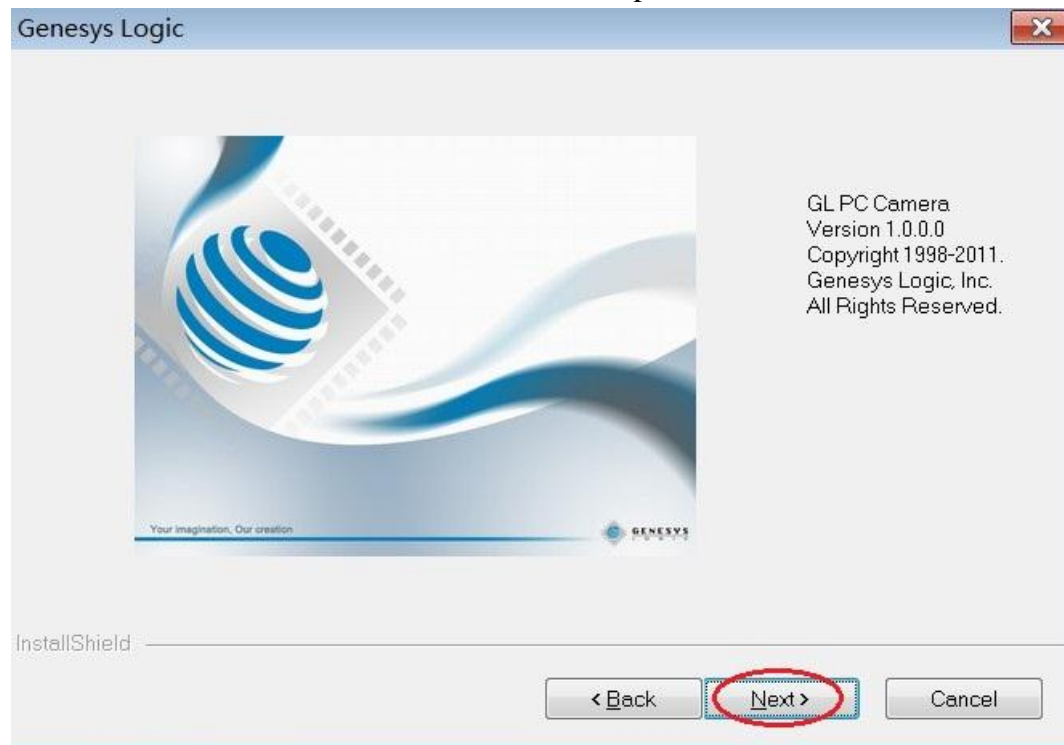 Genesys Logic
GL PC Camera
Version 1.0.0.0
Copyright 1998-2011.
Genesys Logic, Inc.
All Rights Reserved.
Your imagination, Our creation
GENESYS
LOGIC
InstallShield
< Back
Next >
Cancel